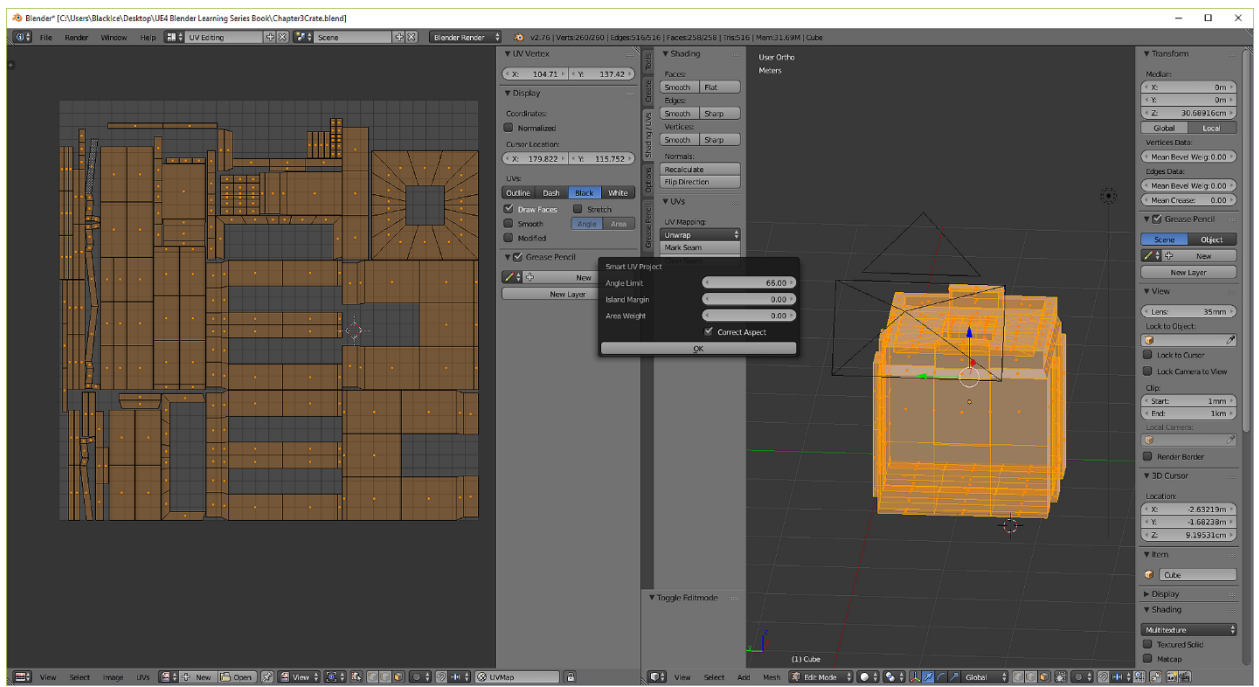 Blender* [C:\Users\BlackIce\Desktop\UE4 Blender Learning Series Book\Chapter3Crate.blend]
File Render Window Help UV Editing Scene Blender Render v2.76 | Verts:260/260 | Edges:516/516 | Faces:258/258 | Tris:516 | Mem:31.69M | Cube
UV Vertex
X: 104.71 Y: 137.42
Display
Coordinates:
Normalized
Cursor Location:
X: 179.822 Y: 115.752
UVs:
Outline Dash Black White
Draw Faces Stretch
Smooth Angle Area
Modified
Grease Pencil
New
New Layer
Tools
Create
Shading / UVs
Options
Grease Pencil
Shading
Faces:
Smooth Flat
Edges:
Smooth Sharp
Vertices:
Smooth Sharp
Normals:
Recalculate
Flip Direction
UVs
UV Mapping:
Unwrap
Mark Seam
Smart UV Project
Angle Limit 66.00
Island Margin 0.00
Area Weight 0.00
Correct Aspect
OK
Toggle Editmode
User Ortho
Meters
(1) Cube
Transform
Median:
X: 0m
Y: 0m
Z: 30.68916cm
Global Local
Vertices Data:
Mean Bevel Weig: 0.00
Edges Data:
Mean Bevel Weig: 0.00
Mean Crease: 0.00
Grease Pencil
Scene Object
New
New Layer
View
Lens: 35mm
Lock to Object:
Lock to Cursor
Lock Camera to View
Clip:
Start: 1mm
End: 1km
Local Camera:
Render Border
3D Cursor
Location:
X: -2.63219m
Y: -1.68238m
Z: 9.19531cm
Item
Cube
Display
Shading
Multitexture
Textured Solid
Matcap
View Select Image UVs New Open View UVMap
View Select Add Mesh Edit Mode Global